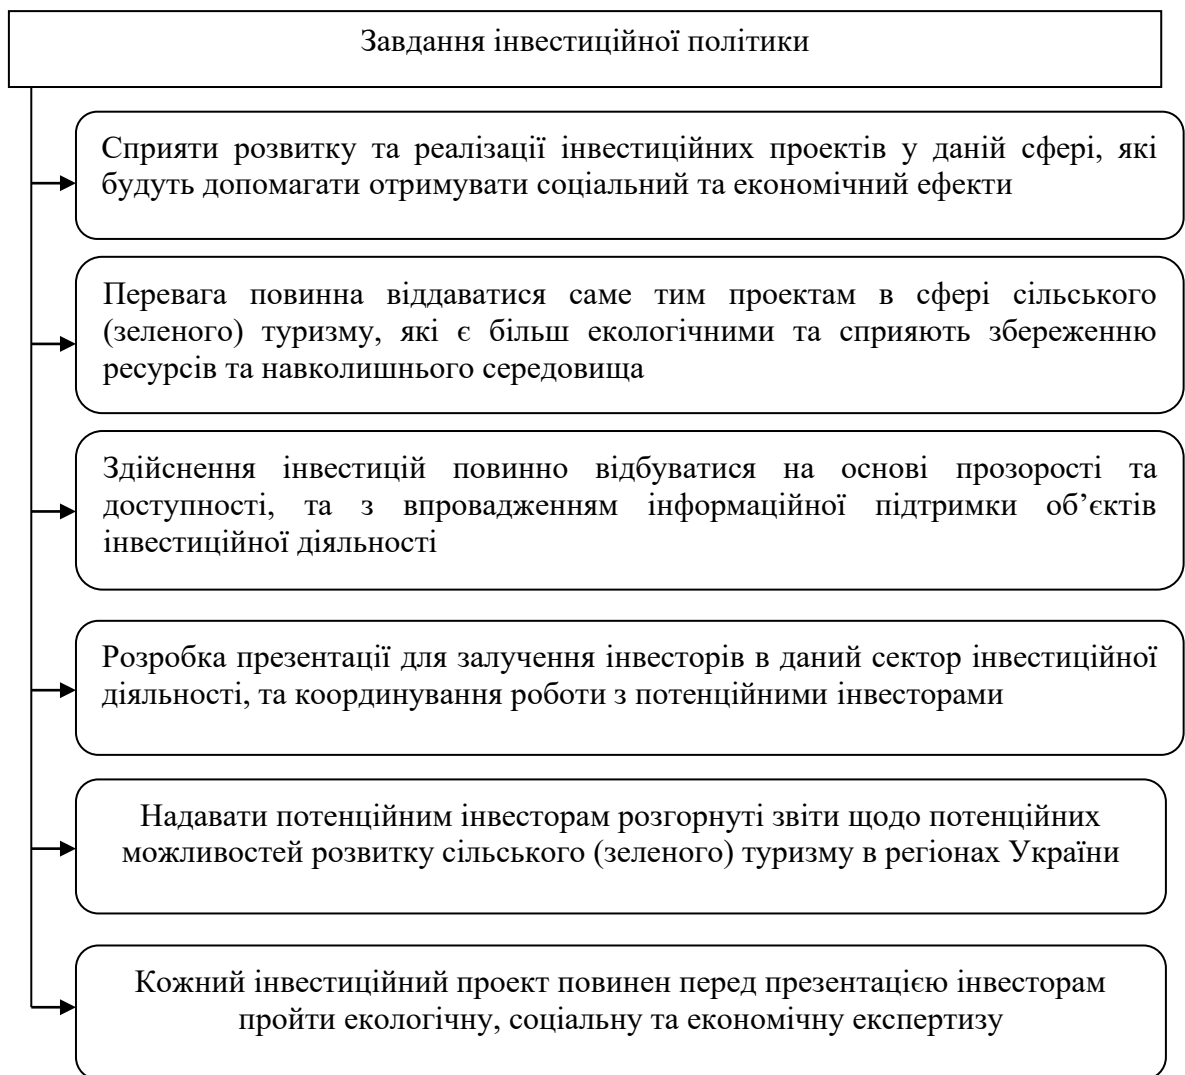 Завдання інвестиційної політики
Сприяти розвитку та реалізації інвестиційних проектів у даній сфері, які
будуть допомагати отримувати соціальний та економічний ефекти
Перевага повинна віддаватися саме тим проектам в сфері сільського
(зеленого) туризму, які є більш екологічними та сприяють збереженню
ресурсів та навколишнього середовища
Здійснення інвестицій повинно відбуватися на основі прозорості та
доступності, та з впровадженням інформаційної підтримки об’єктів
інвестиційної діяльності
Розробка презентації для залучення інвесторів в даний сектор інвестиційної
діяльності, та координування роботи з потенційними інвесторами
Надавати потенційним інвесторам розгорнуті звіти щодо потенційних
можливостей розвитку сільського (зеленого) туризму в регіонах України
Кожний інвестиційний проект повинен перед презентацією інвесторам
пройти екологічну, соціальну та економічну експертизу